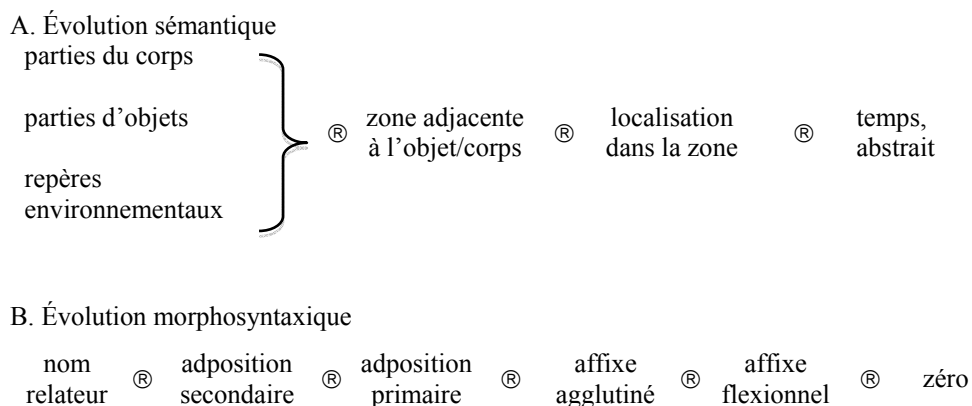 A. Évolution sémantique
parties du corps
parties d’objets
repères
environnementaux
® zone adjacente
à l’objet/corps
® localisation
dans la zone
® temps,
abstrait
B. Évolution morphosyntaxique
nom
relateur
® adposition
secondaire
® adposition
primaire
® affixe
agglutiné
® affixe
flexionnel
® zéro